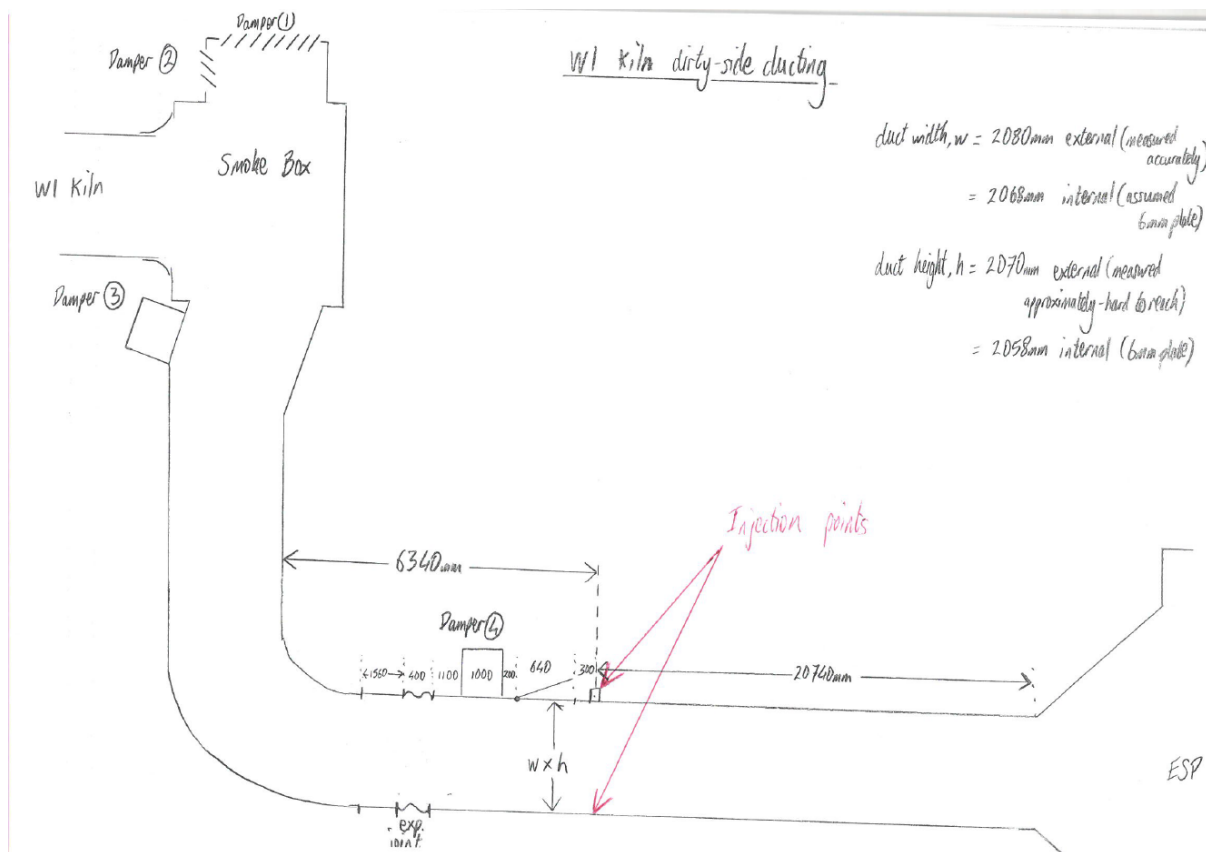 Damper ①
Damper ②
W1 Kiln dirty-side ducting
duct width, w = 2080mm external (measured
accurately)
= 2068mm internal (assumed
6mm plate)
duct height, h = 2070mm external (measured
approximately - hard to reach)
= 2058mm internal (6mm plate)
Smoke Box
W1 Kiln
Damper ③
Injection points
6340mm
Damper ④
1560 400 1100 1000 200 640 300
20740mm
w x h
ESP
exp.
joint.